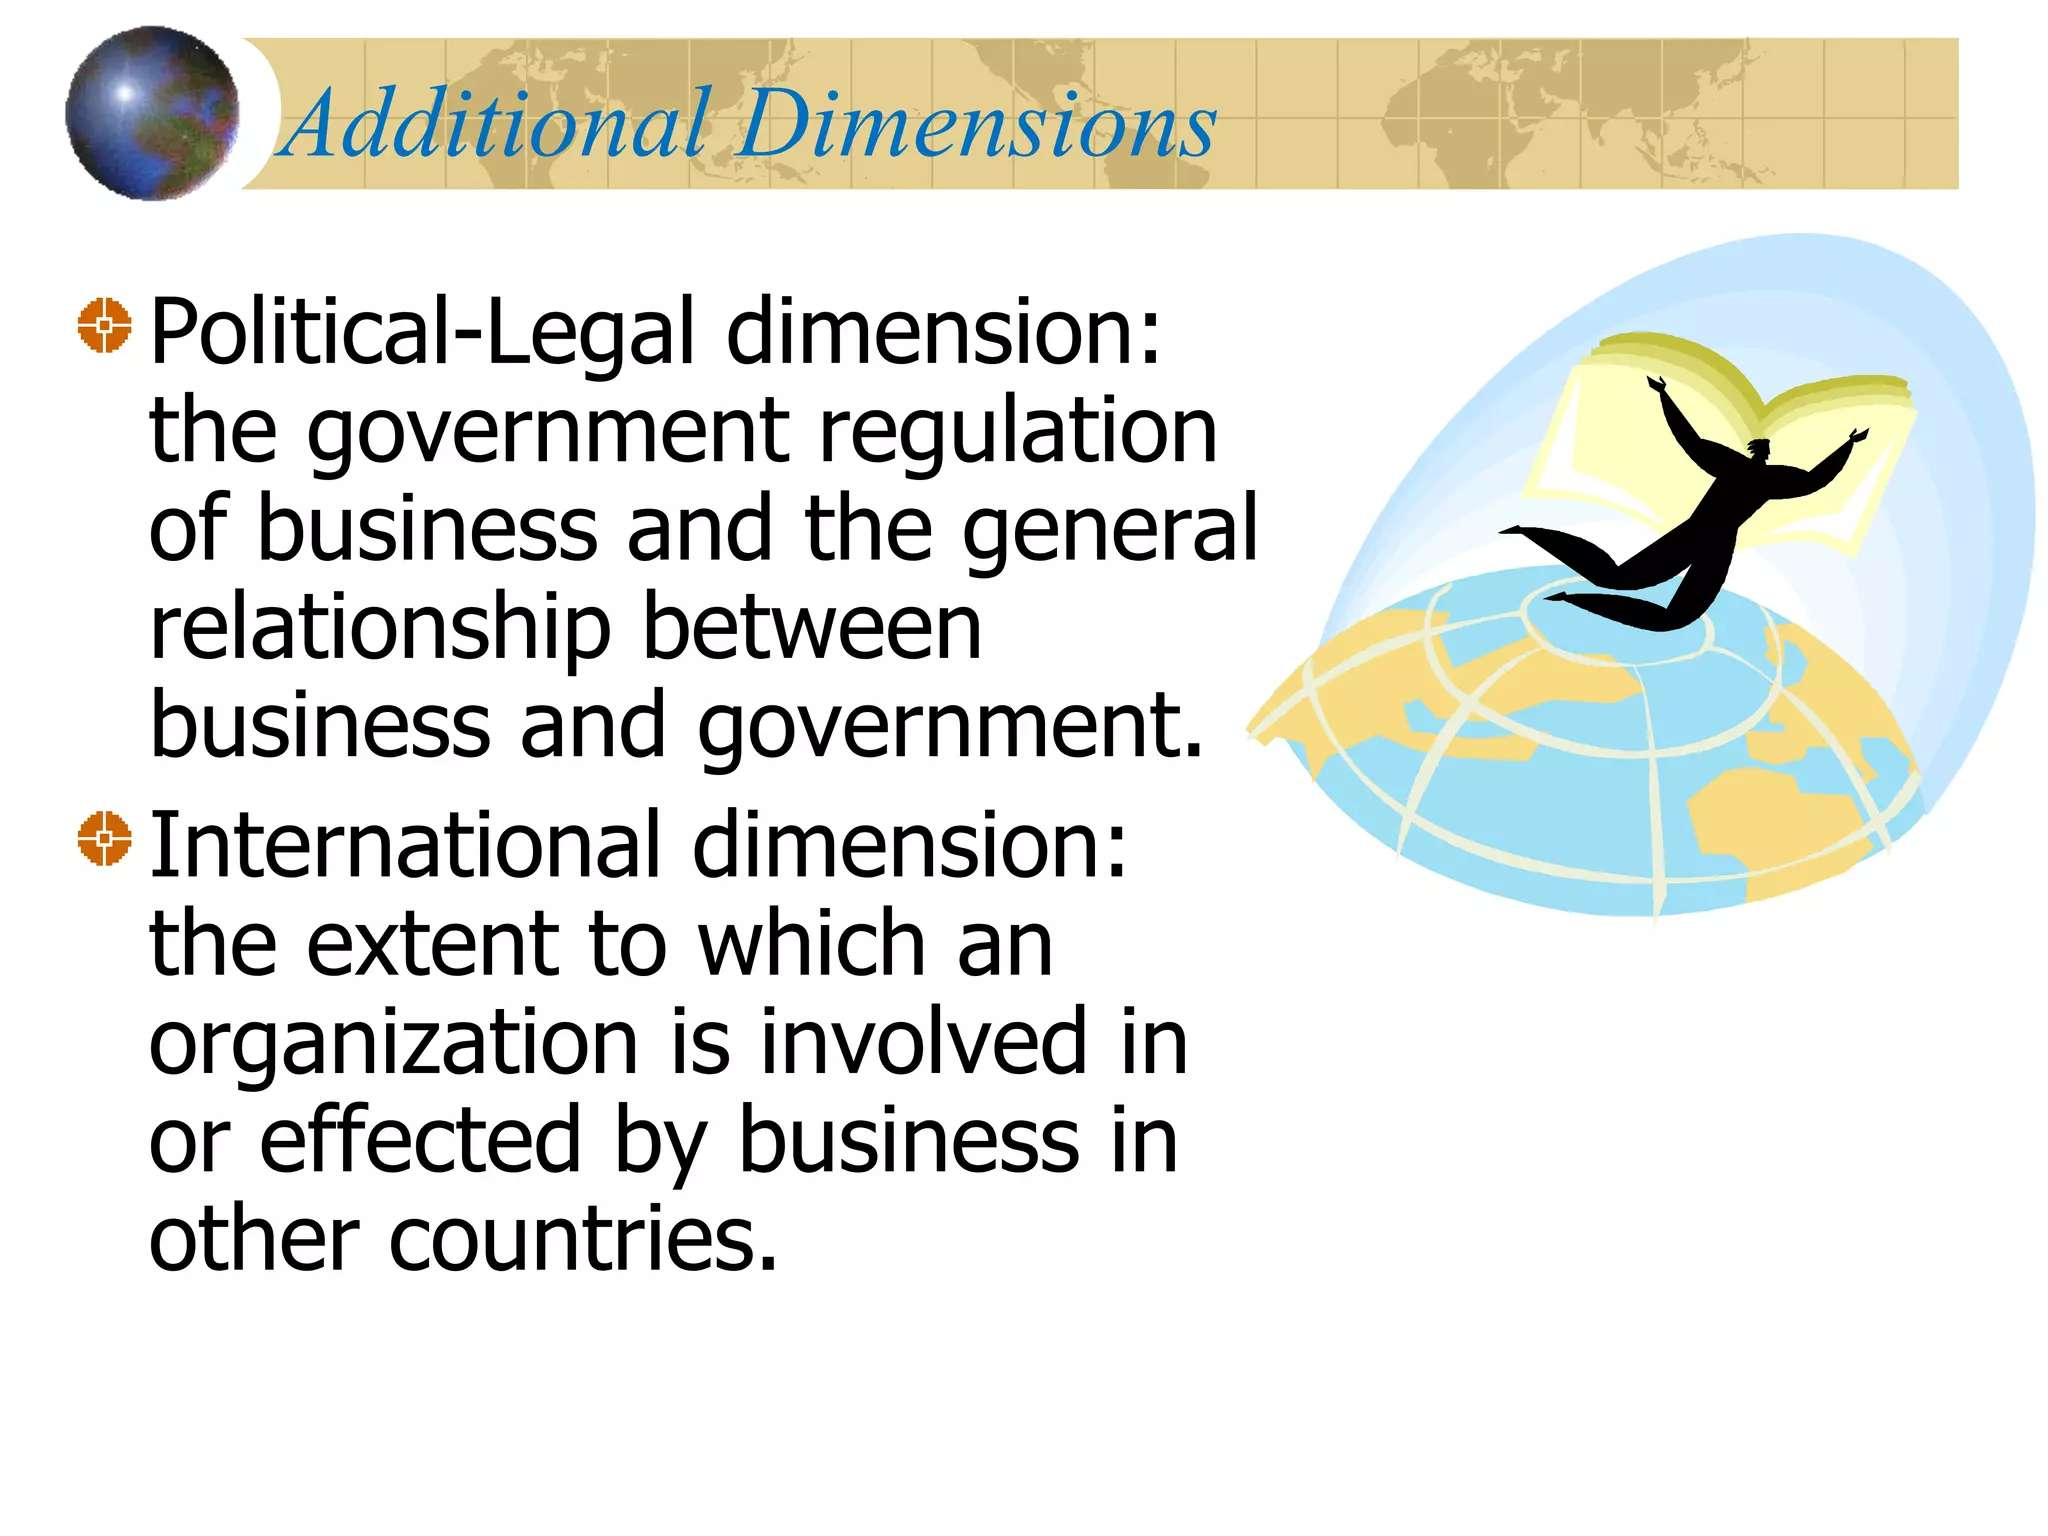 Additional Dimensions
Political-Legal dimension:
the government regulation
of business and the general
relationship between
business and government.
International dimension:
the extent to which an
organization is involved in
or effected by business in
other countries.